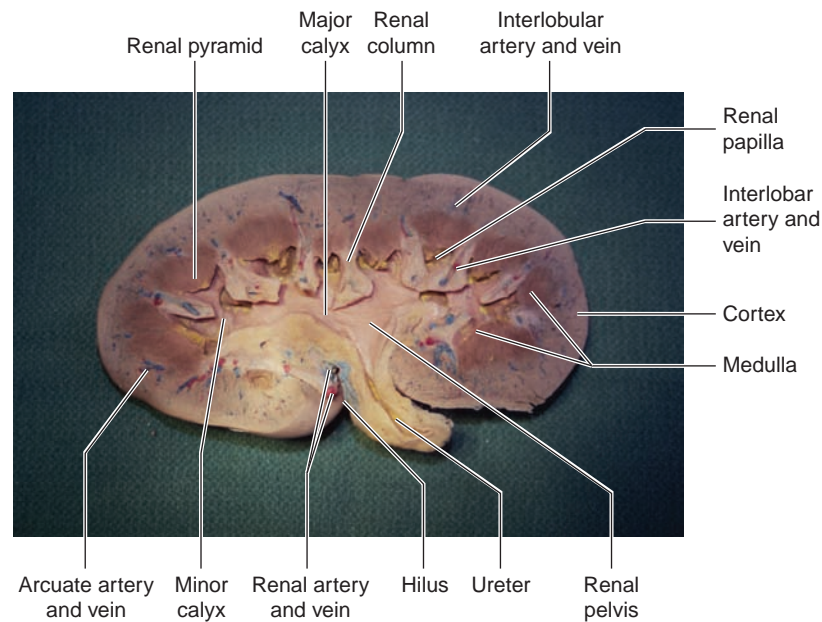 Renal pyramid
Major
calyx
Renal
column
Interlobular
artery and vein
Renal
papilla
Interlobar
artery and
vein
Cortex
Medulla
Arcuate artery
and vein
Minor
calyx
Renal artery
and vein
Hilus
Ureter
Renal
pelvis